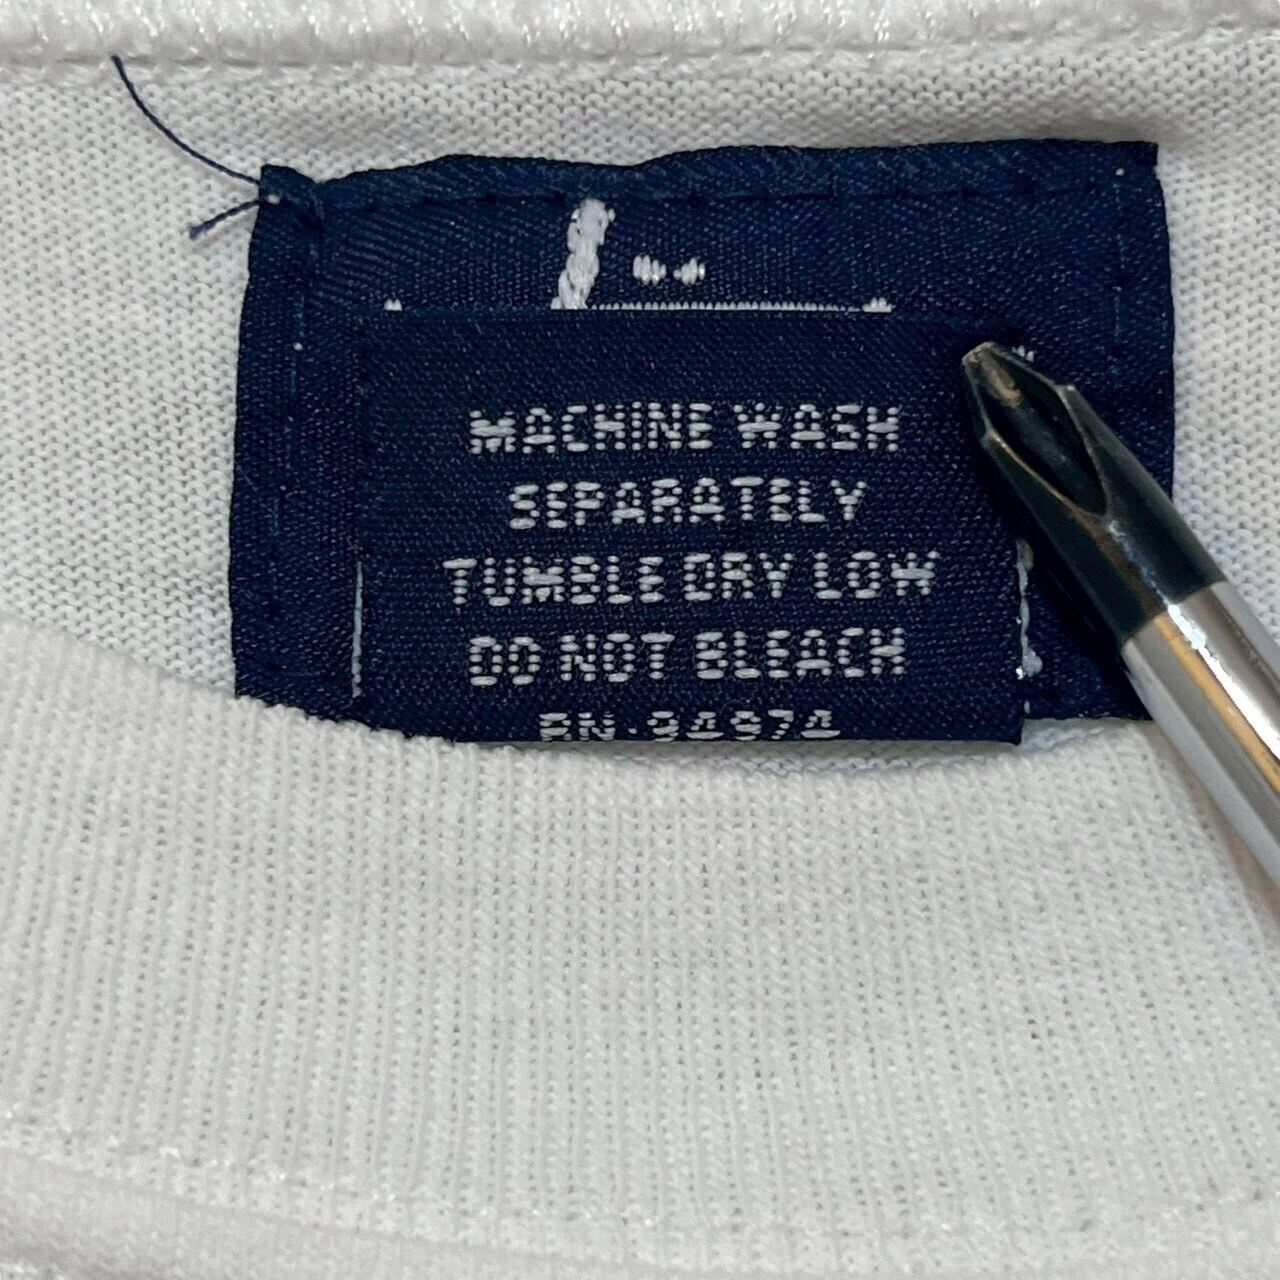 MACHINE WASH
SEPARATELY
TUMBLE DRY LOW
DO NOT BLEACH
RN·94974